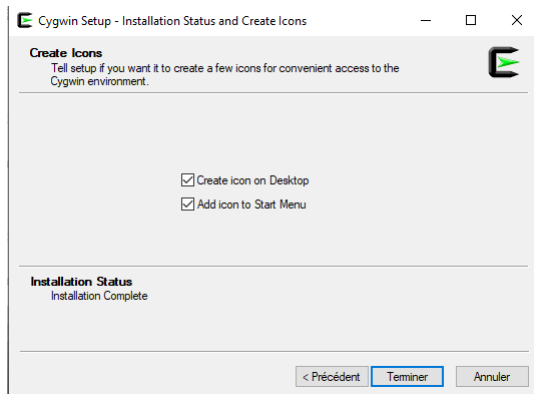 Cygwin Setup - Installation Status and Create Icons
Create Icons
Tell setup if you want it to create a few icons for convenient access to the
Cygwin environment.
Create icon on Desktop
Add icon to Start Menu
Installation Status
Installation Complete
< Précédent Terminer Annuler